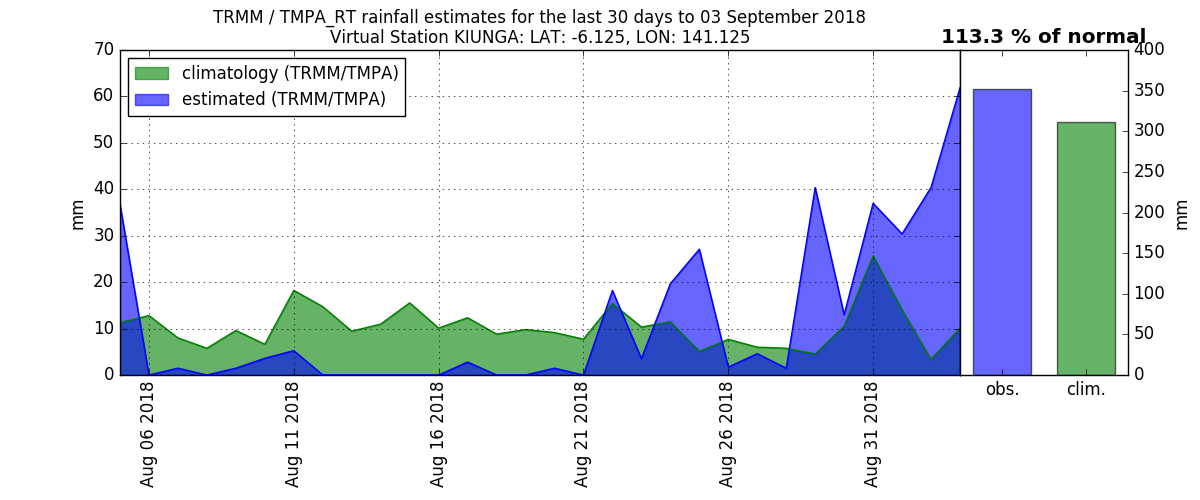 TRMM / TMPA_RT rainfall estimates for the last 30 days to 03 September 2018
Virtual Station KIUNGA: LAT: -6.125, LON: 141.125
113.3 % of normal
climatology (TRMM/TMPA)
estimated (TRMM/TMPA)
70
60
50
40
30
20
10
0
mm
Aug 06 2018
Aug 11 2018
Aug 16 2018
Aug 21 2018
Aug 26 2018
Aug 31 2018
obs.
clim.
400
350
300
250
200
150
100
50
0
mm